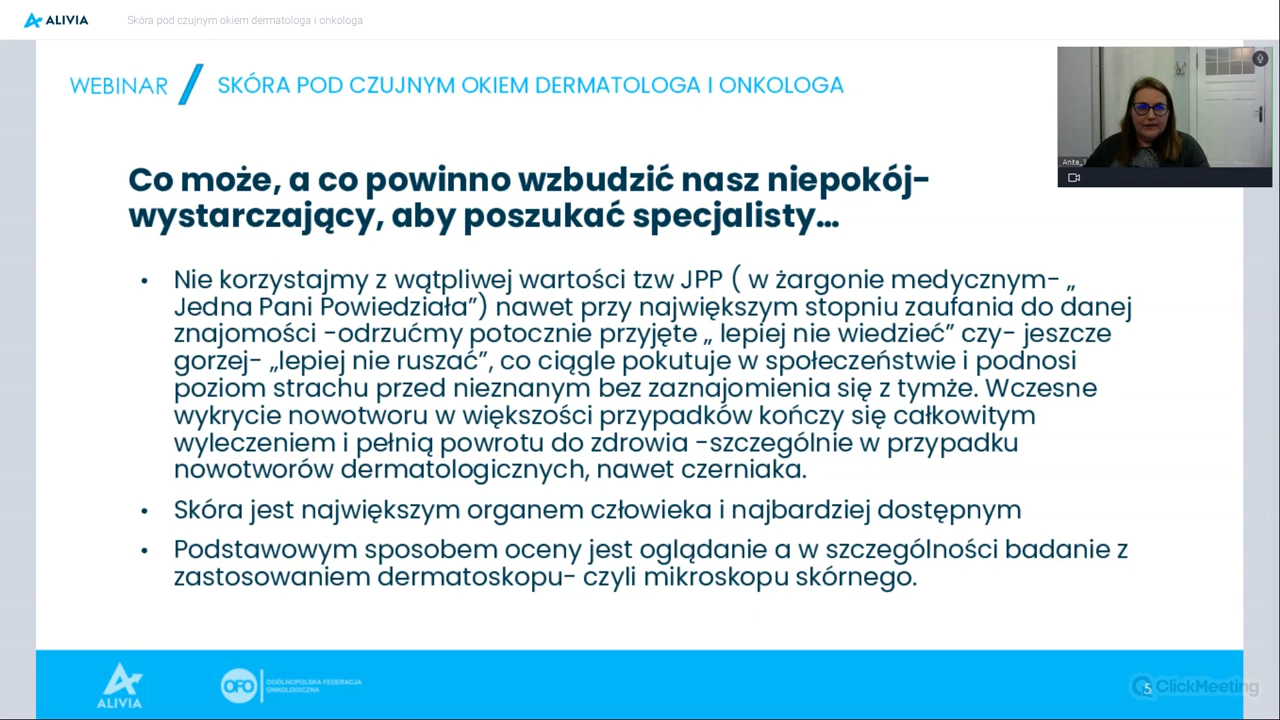 ALIVIA
Skóra pod czujnym okiem dermatologa i onkologa
WEBINAR / SKÓRA POD CZUJNYM OKIEM DERMATOLOGA I ONKOLOGA
Anita_
Co może, a co powinno wzbudzić nasz niepokój-
wystarczający, aby poszukać specjalisty...
• Nie korzystajmy z wątpliwej wartości tzw JPP ( w żargonie medycznym- „
Jedna Pani Powiedziała”) nawet przy największym stopniu zaufania do danej
znajomości -odrzućmy potocznie przyjęte „ lepiej nie wiedzieć” czy- jeszcze
gorzej- „lepiej nie ruszać”, co ciągle pokutuje w społeczeństwie i podnosi
poziom strachu przed nieznanym bez zaznajomienia się z tymże. Wczesne
wykrycie nowotworu w większości przypadków kończy się całkowitym
wyleczeniem i pełnią powrotu do zdrowia -szczególnie w przypadku
nowotworów dermatologicznych, nawet czerniaka.
• Skóra jest największym organem człowieka i najbardziej dostępnym
• Podstawowym sposobem oceny jest oglądanie a w szczególności badanie z
zastosowaniem dermatoskopu- czyli mikroskopu skórnego.
ALIVIA
OFO
OGÓLNOPOLSKA FEDERACJA
ONKOLOGICZNA
5
ClickMeeting